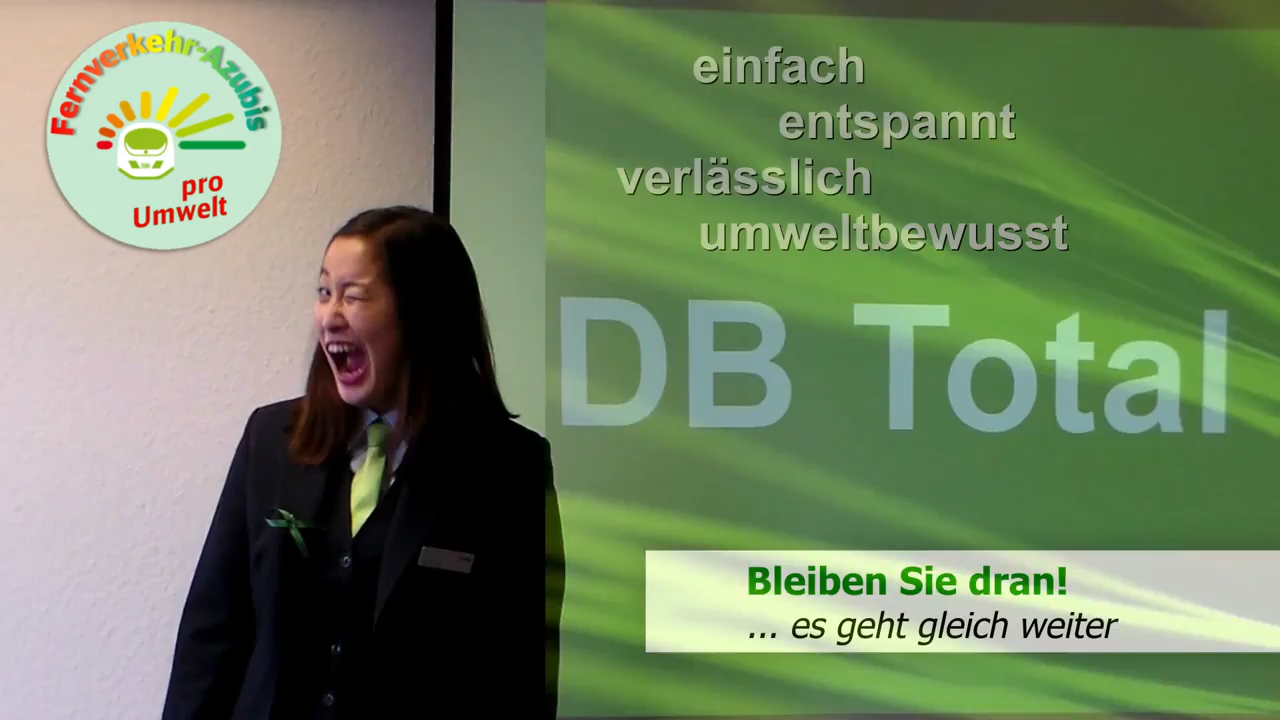 Fernverkehr-Azubis
pro
Umwelt
einfach
entspannt
verlässlich
umweltbewusst
DB Total
Bleiben Sie dran!
... es geht gleich weiter